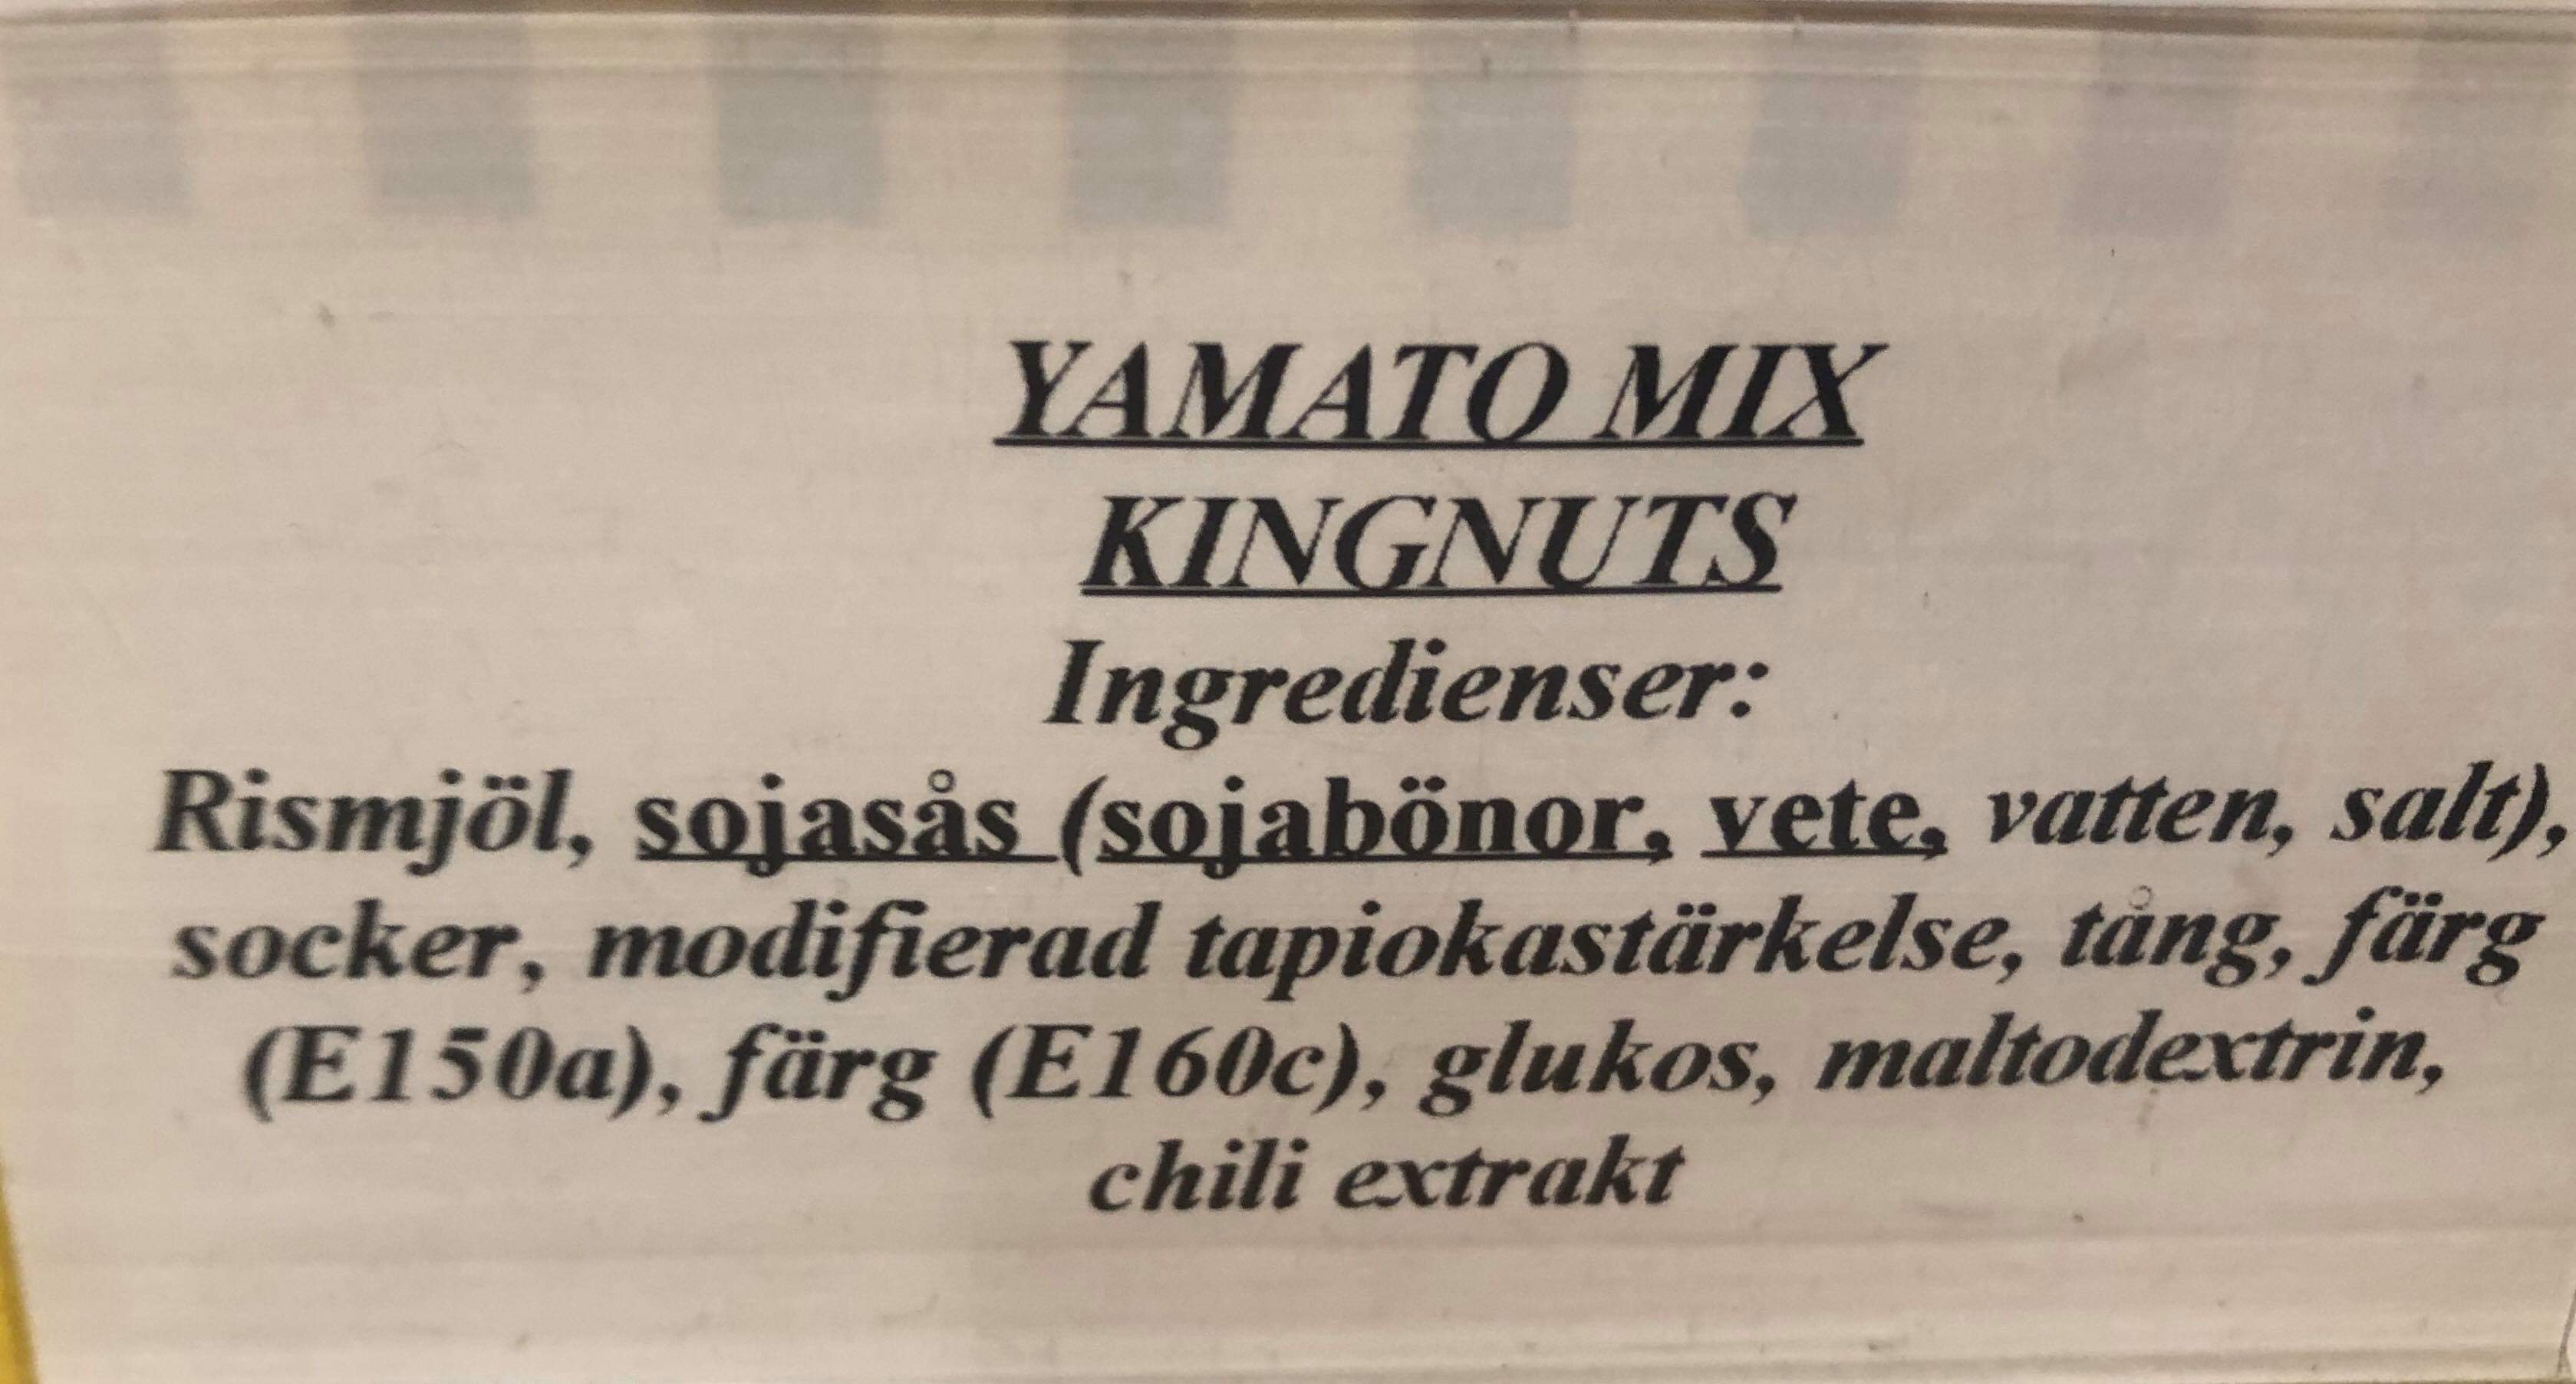 YAMATO MIX
KINGNUTS
Ingredienser:
Rismjöl, sojasås (sojabönor, vete, vatten, salt),
socker, modifierad tapiokastärkelse, tång, färg
(E150a), färg (E160c), glukos, maltodextrin,
chili extrakt